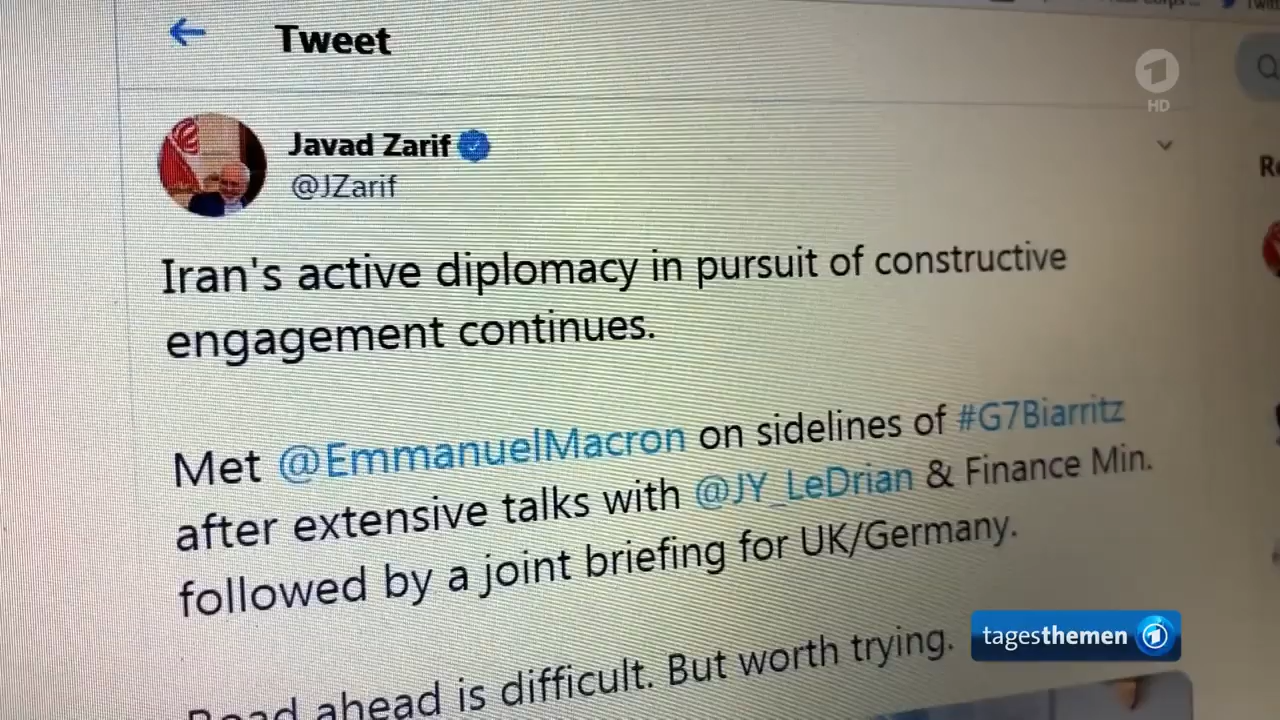 Tweet
HD
Javad Zarif
@JZarif
Iran's active diplomacy in pursuit of constructive
engagement continues.
Met @EmmanuelMacron on sidelines of #G7Biarritz
after extensive talks with @JY_LeDrian & Finance Min.
followed by a joint briefing for UK/Germany.
Road ahead is difficult. But worth trying.
tagesthemen